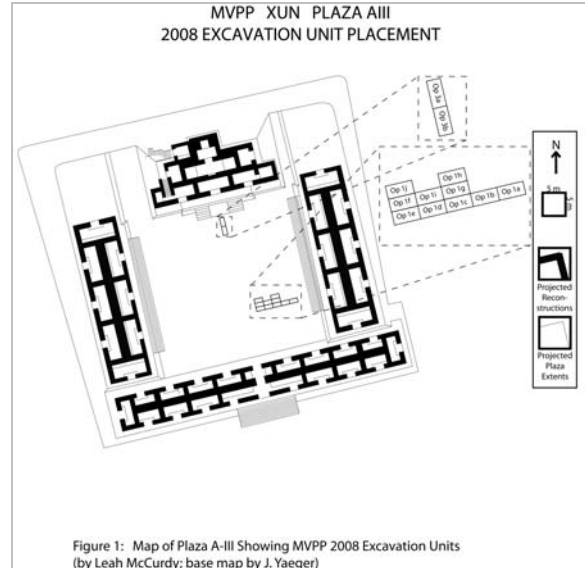 MVPP XUN PLAZA AIII
2008 EXCAVATION UNIT PLACEMENT
Op 3a
Op 3b
Op 1j
Op 1h
Op 1f
Op 1i
Op 1g
Op 1e
Op 1d
Op 1c
Op 1b
Op 1a
N
5 m
5 m
Projected
Recon-
structions
Projected
Plaza
Extents
Figure 1: Map of Plaza A-III Showing MVPP 2008 Excavation Units
(by Leah McCurdy; base map by J. Yaeger)